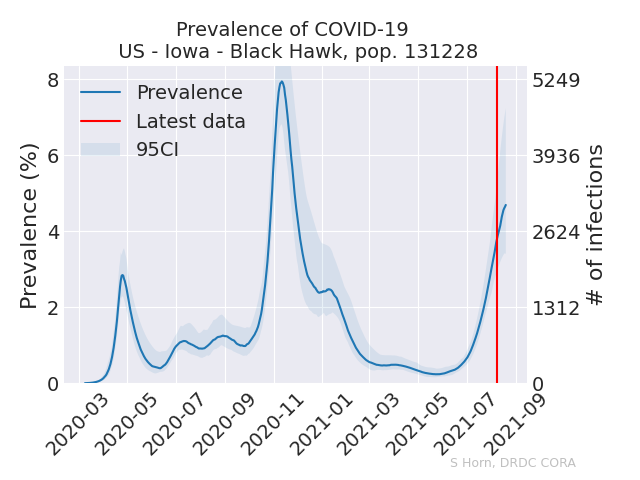 Prevalence of COVID-19
US - Iowa - Black Hawk, pop. 131228
Prevalence
Latest data
95CI
Prevalence (%)
8
6
4
2
0
5249
3936
2624
1312
0
# of infections
2020-03
2020-05
2020-07
2020-09
2020-11
2021-01
2021-03
2021-05
2021-07
2021-09
S Horn, DRDC CORA